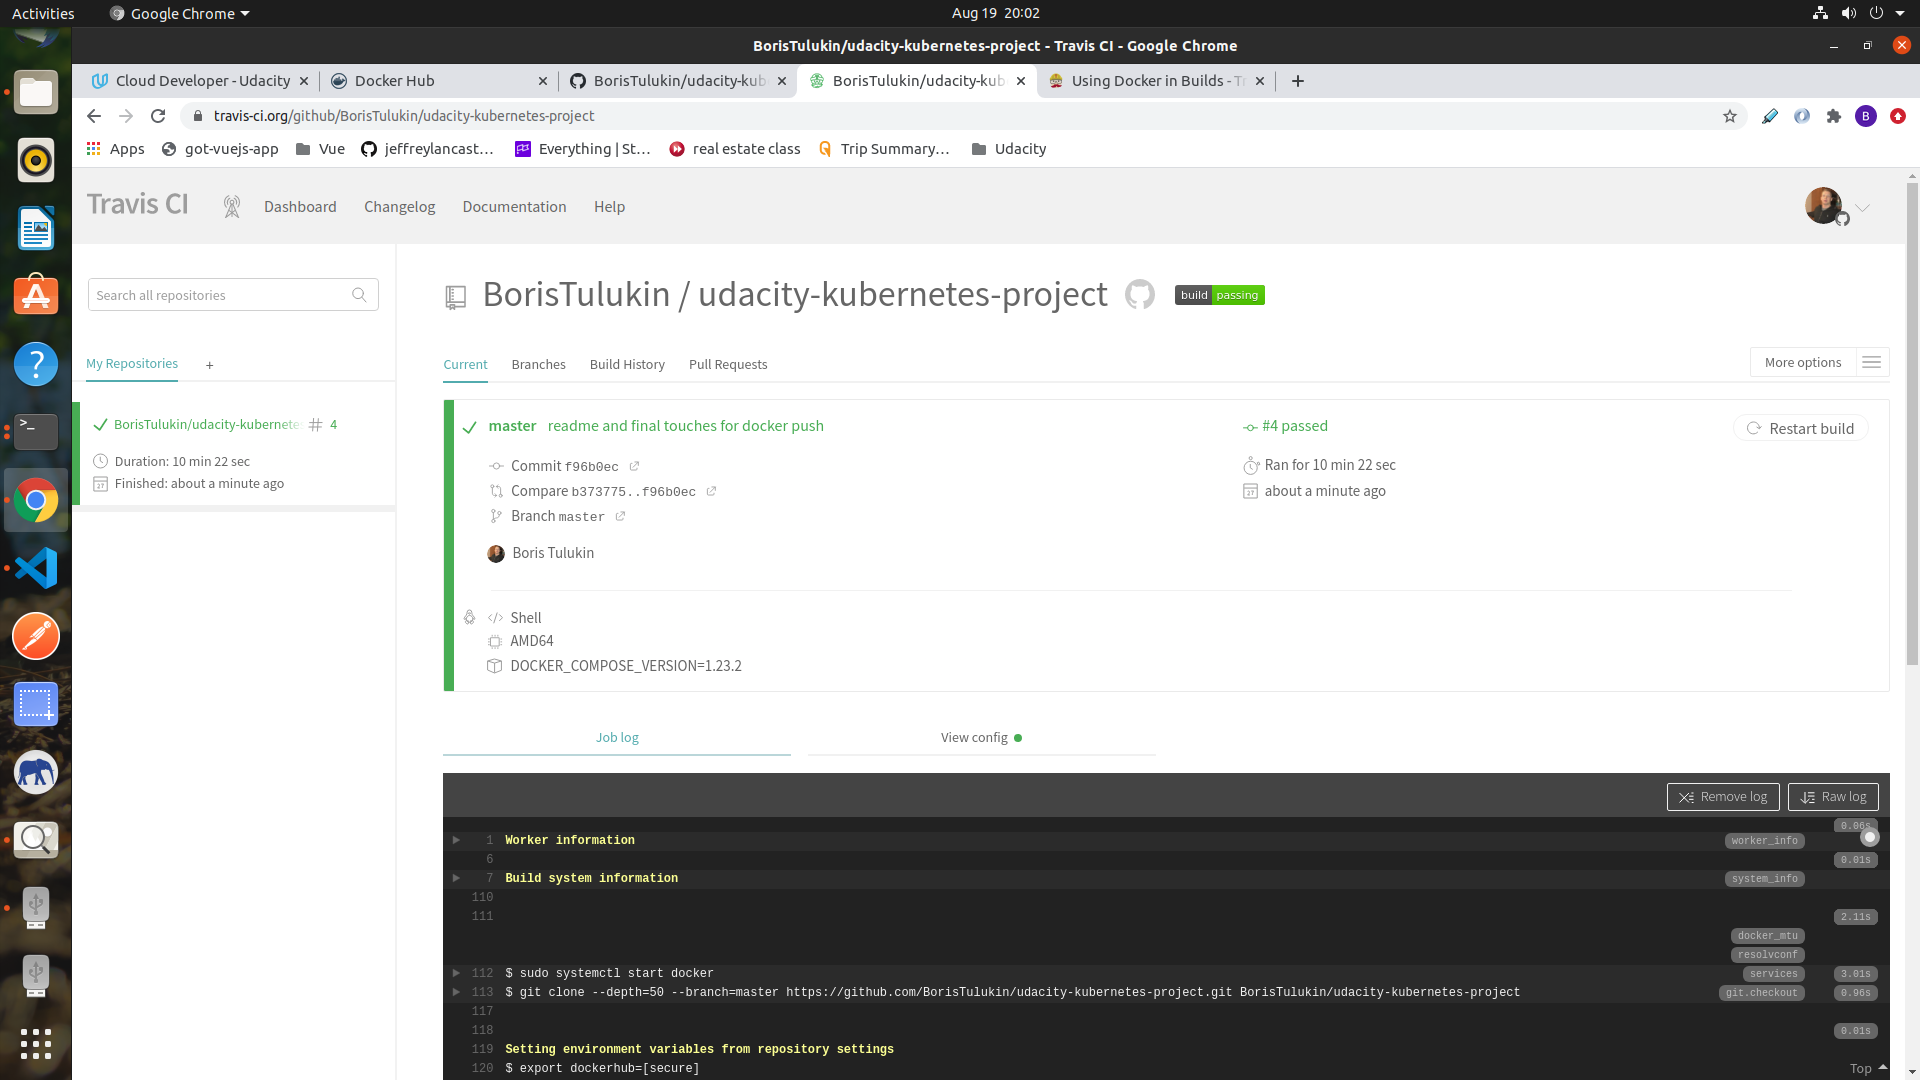 Activities
Google Chrome
Aug 19 20:02
BorisTulukin/udacity-kubernetes-project - Travis CI - Google Chrome
Cloud Developer - Udacity
Docker Hub
BorisTulukin/udacity-kub
BorisTulukin/udacity-kub
Using Docker in Builds - Tr
travis-ci.org/github/BorisTulukin/udacity-kubernetes-project
B
Apps
got-vuejs-app
Vue
jeffreylancast...
Everything | St...
real estate class
Trip Summary...
Udacity
Travis CI
Dashboard
Changelog
Documentation
Help
Search all repositories
BorisTulukin / udacity-kubernetes-project
build passing
My Repositories
+
Current
Branches
Build History
Pull Requests
More options
BorisTulukin/udacity-kubernete
# 4
Duration: 10 min 22 sec
Finished: about a minute ago
master readme and final touches for docker push
#4 passed
Restart build
Commit f96b0ec
Ran for 10 min 22 sec
Compare b373775..f96b0ec
about a minute ago
Branch master
Boris Tulukin
Shell
AMD64
DOCKER_COMPOSE_VERSION=1.23.2
Job log
View config
Remove log
Raw log
0.06s
1 Worker information
worker_info
6
0.01s
7 Build system information
system_info
110
111
2.11s
docker_mtu
resolvconf
112 $ sudo systemctl start docker
services
3.01s
113 $ git clone --depth=50 --branch=master https://github.com/BorisTulukin/udacity-kubernetes-project.git BorisTulukin/udacity-kubernetes-project
git.checkout
0.96s
117
118
0.01s
119 Setting environment variables from repository settings
120 $ export dockerhub=[secure]
Top